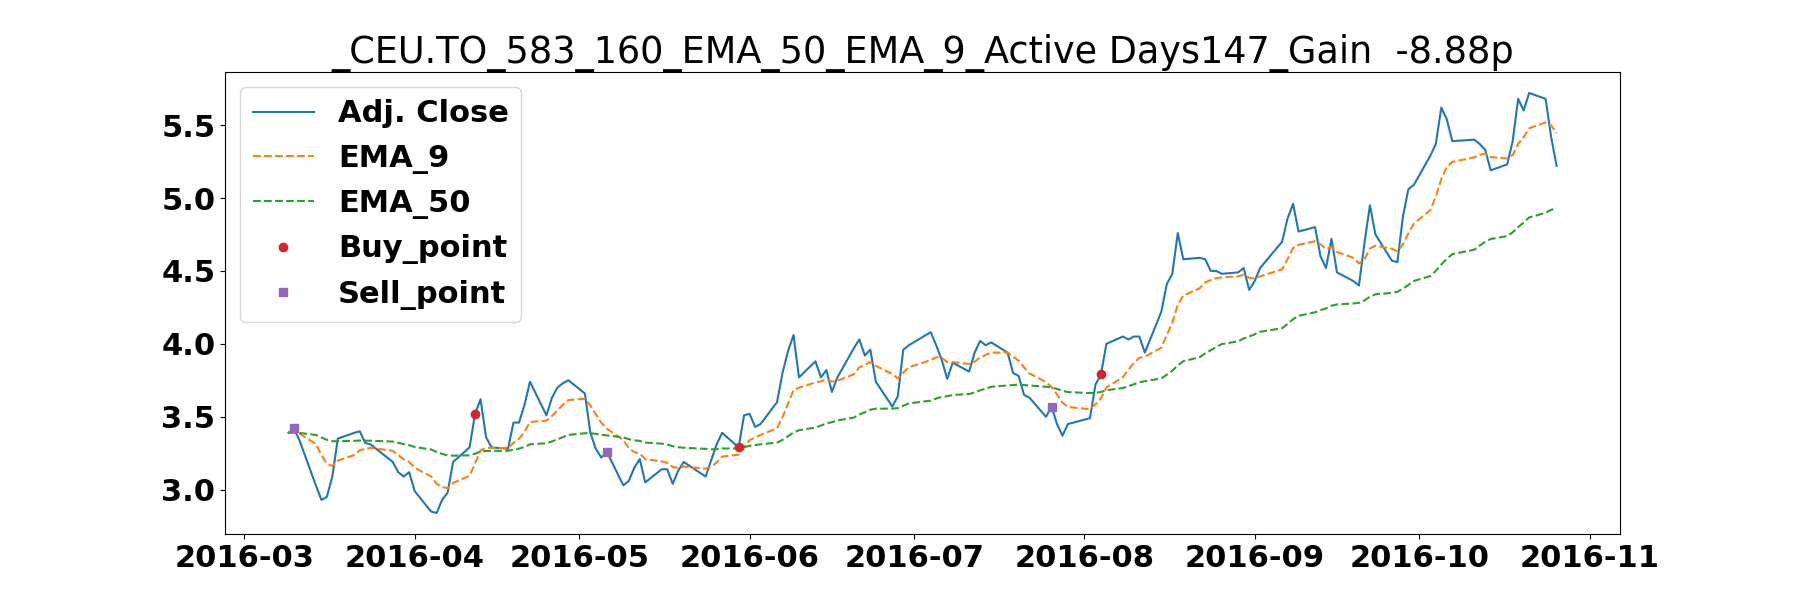 _CEU.TO_583_160_EMA_50_EMA_9_Active Days147_Gain  -8.88p
Adj. Close
EMA_9
EMA_50
Buy_point
Sell_point
5.5
5.0
4.5
4.0
3.5
3.0
2016-03 2016-04 2016-05 2016-06 2016-07 2016-08 2016-09 2016-10 2016-11